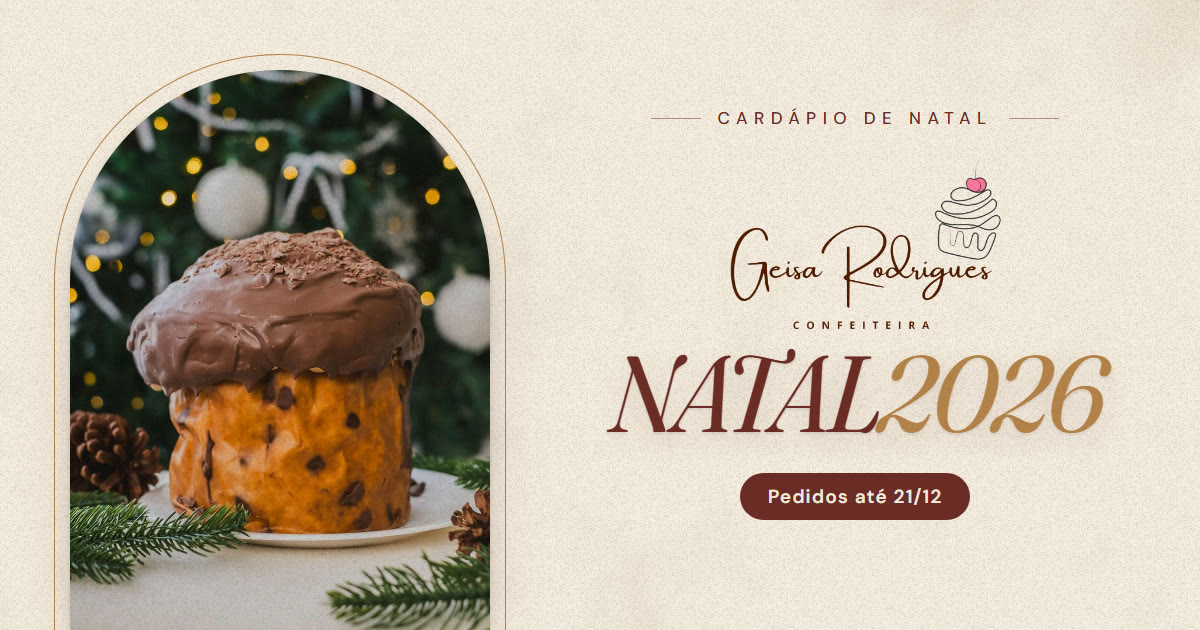 CARDÁPIO DE NATAL
Geisa Rodrigues
CONFEITEIRA
NATAL2026
Pedidos até 21/12